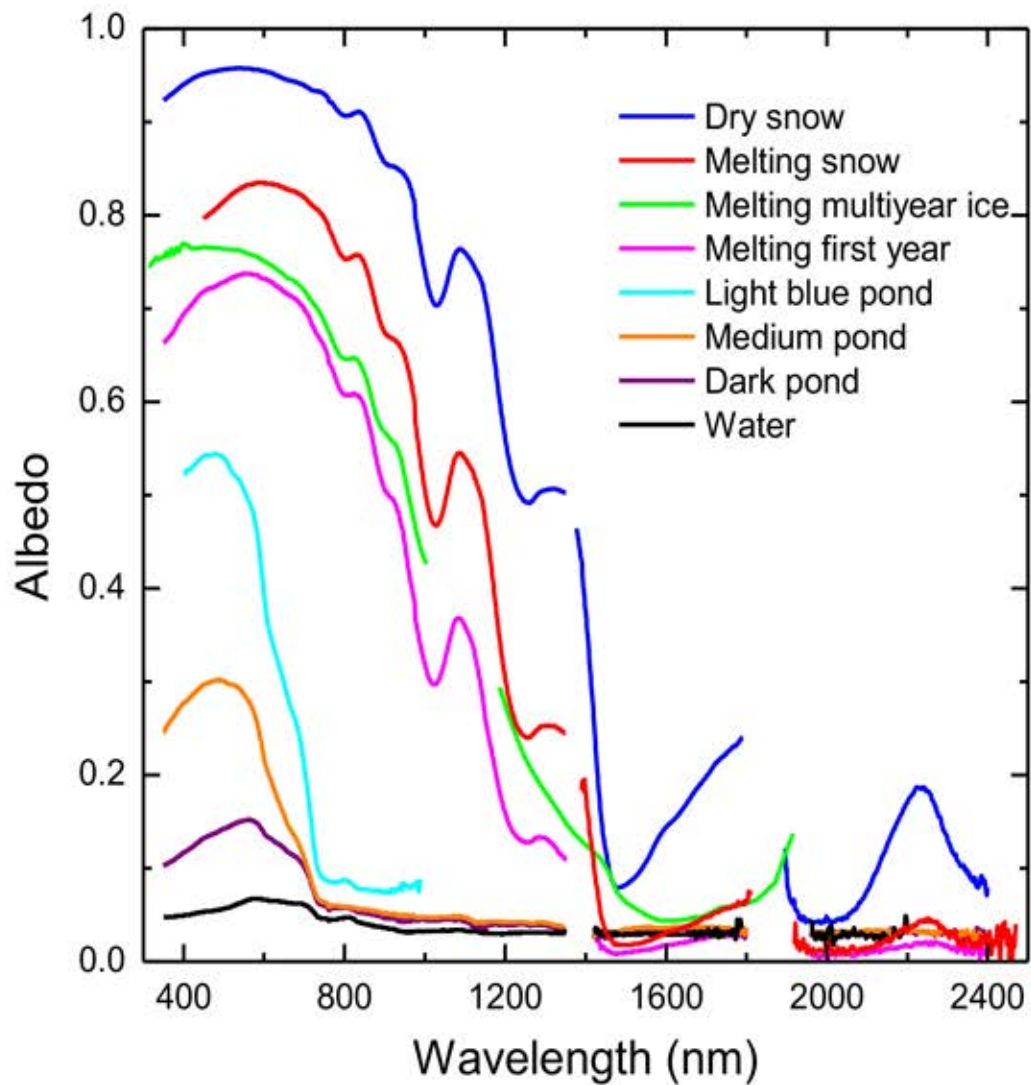 1.0
0.8
0.6
0.4
0.2
0.0
Albedo
Dry snow
Melting snow
Melting multiyear ice
Melting first year
Light blue pond
Medium pond
Dark pond
Water
400 800 1200 1600 2000 2400
Wavelength (nm)